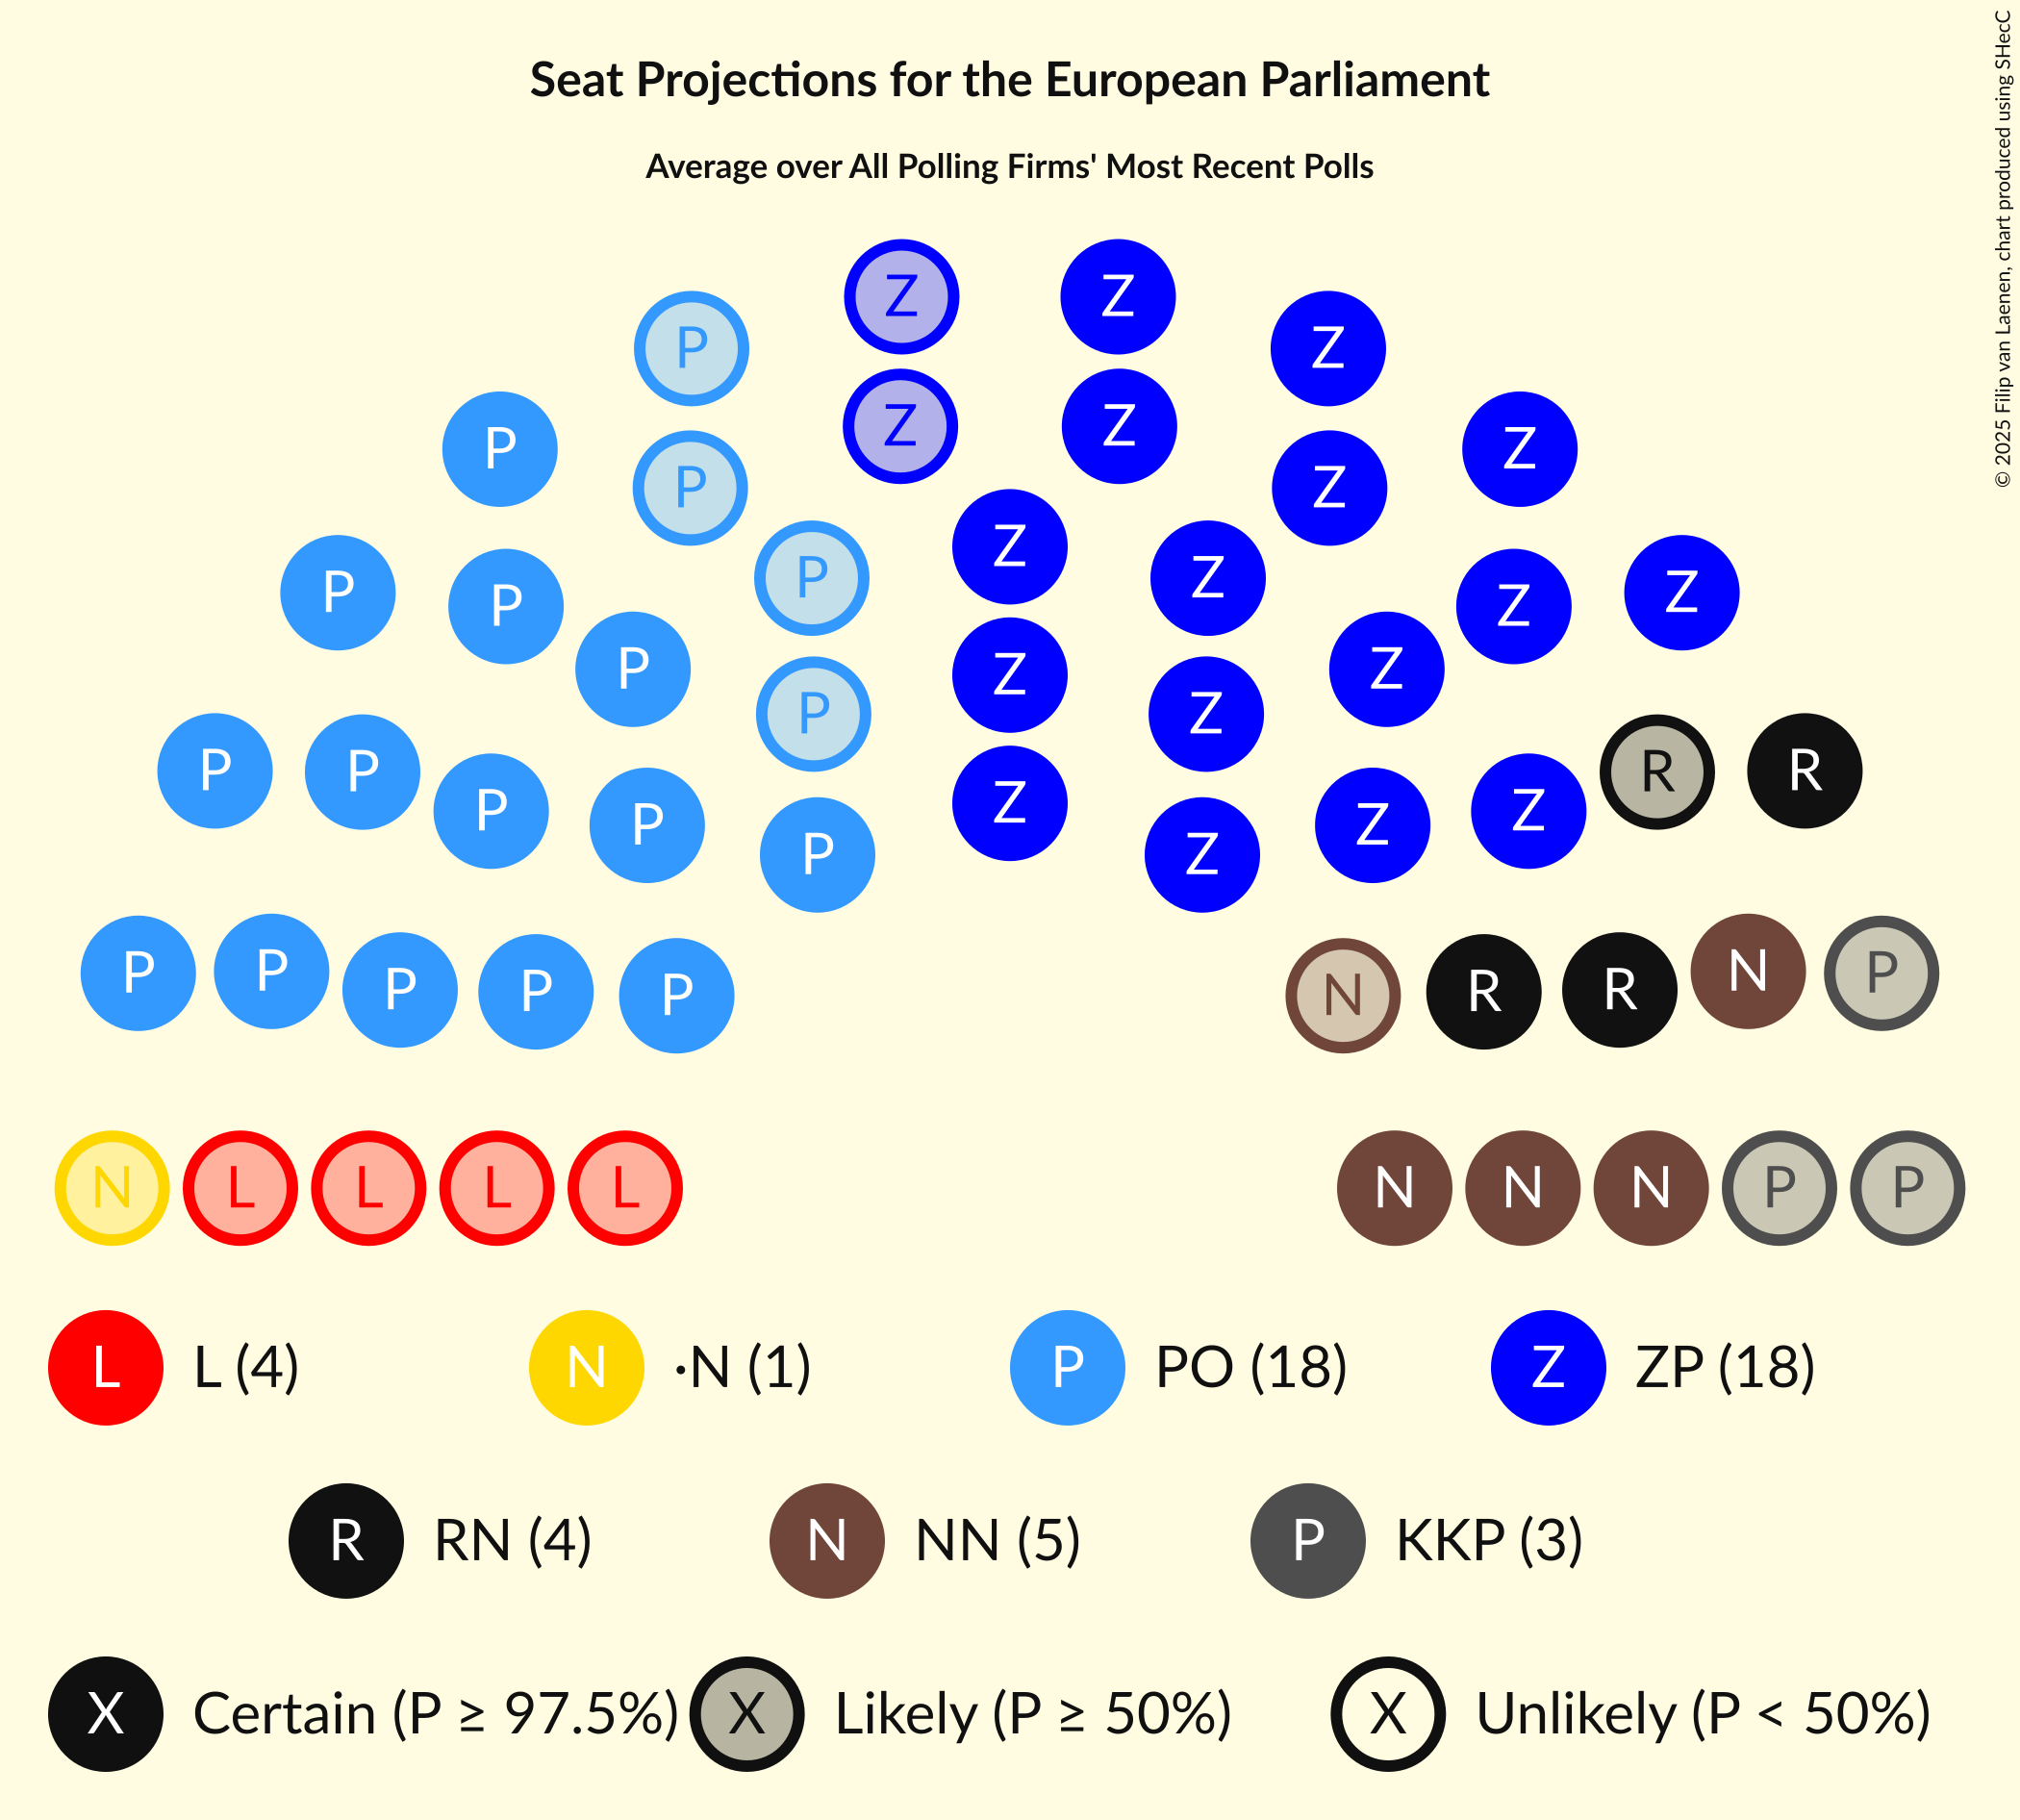 Seat Projections for the European Parliament
Average over All Polling Firms' Most Recent Polls
© 2025 Filip van Laenen, chart produced using SHecC
Z Z
P Z
Z Z
P Z
P Z
Z
P Z Z
P Z
P Z
P Z
Z
P Z
P Z
P R
P R
P Z
P Z
P Z
P P N P
P P R R
P N
N L L L L N N N P P
L L (4) N ·N (1) P PO (18) Z ZP (18)
R RN (4) N NN (5) P KKP (3)
X Certain (P ≥ 97.5%) X Likely (P ≥ 50%) X Unlikely (P < 50%)